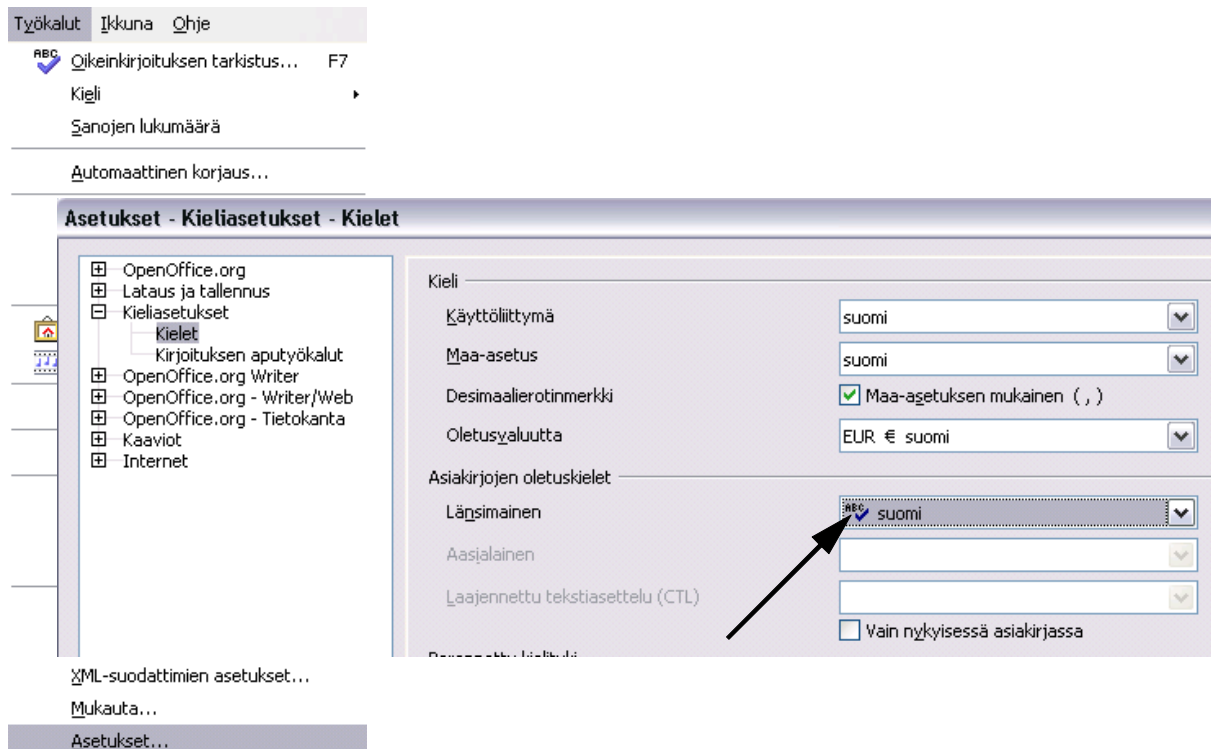 Työkalut Ikkuna Ohje
ABC Oikeinkirjoituksen tarkistus... F7
Kieli
Sanojen lukumäärä
Automaattinen korjaus...
Asetukset - Kieliasetukset - Kielet
OpenOffice.org
Lataus ja tallennus
Kieliasetukset
Kielet
Kirjoituksen aputyökalut
OpenOffice.org Writer
OpenOffice.org - Writer/Web
OpenOffice.org - Tietokanta
Kaaviot
Internet
Kieli
Käyttöliittymä suomi
Maa-asetus suomi
Desimaalierotinmerkki Maa-asetuksen mukainen ( , )
Oletusvaluutta EUR € suomi
Asiakirjojen oletuskielet
Länsimainen ABC suomi
Aasialainen
Laajennettu tekstiasettelu (CTL)
Vain nykyisessä asiakirjassa
XML-suodattimien asetukset...
Mukauta...
Asetukset...